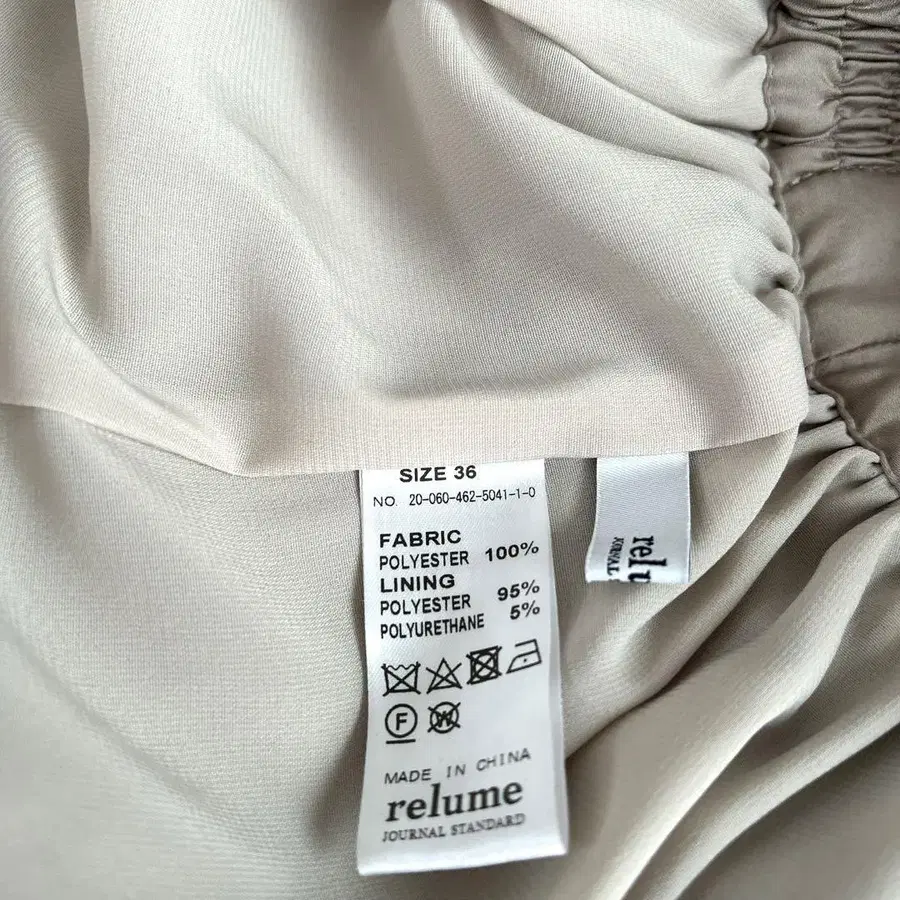 SIZE 36
NO. 20-060-462-5041-1-0
FABRIC
POLYESTER 100%
LINING
POLYESTER 95%
POLYURETHANE 5%
F
W
MADE IN CHINA
relume
JOURNAL STANDARD
relu
JOURNAL